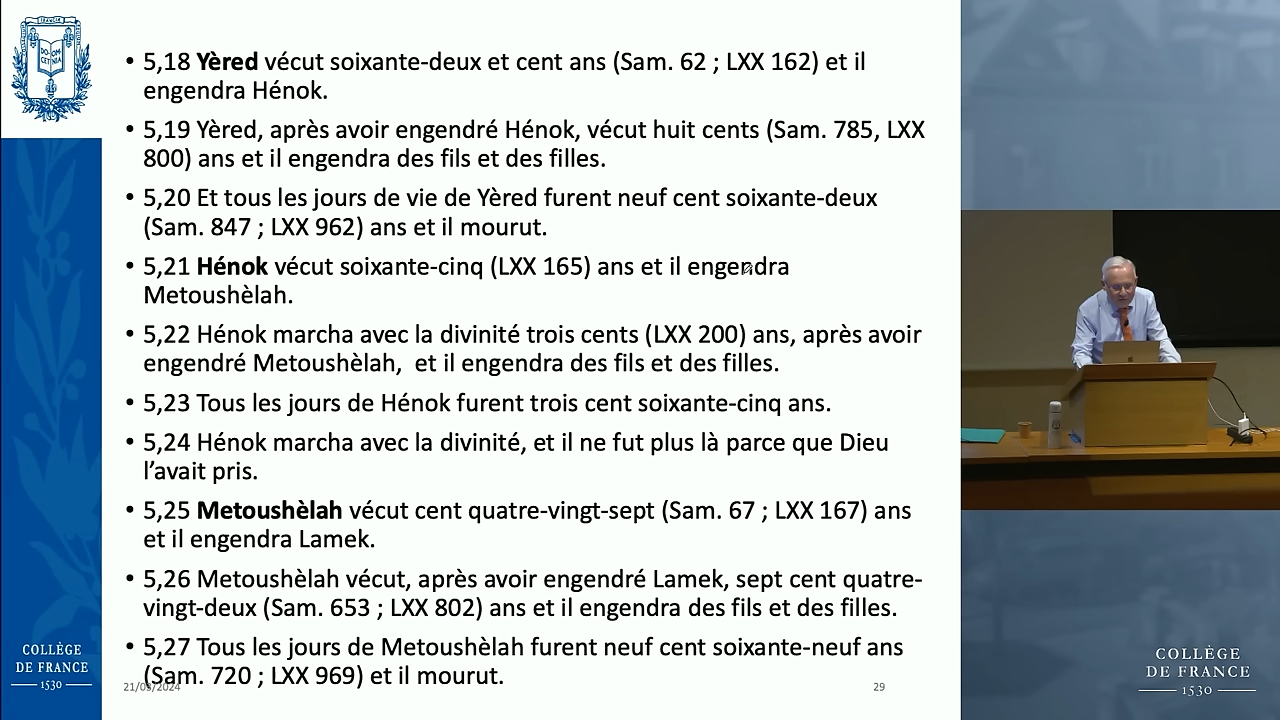 • 5,18 Yèred vécut soixante-deux et cent ans (Sam. 62 ; LXX 162) et il
engendra Hénok.
• 5,19 Yèred, après avoir engendré Hénok, vécut huit cents (Sam. 785, LXX
800) ans et il engendra des fils et des filles.
• 5,20 Et tous les jours de vie de Yèred furent neuf cent soixante-deux
(Sam. 847 ; LXX 962) ans et il mourut.
• 5,21 Hénok vécut soixante-cinq (LXX 165) ans et il engendra
Metoushèlah.
• 5,22 Hénok marcha avec la divinité trois cents (LXX 200) ans, après avoir
engendré Metoushèlah, et il engendra des fils et des filles.
• 5,23 Tous les jours de Hénok furent trois cent soixante-cinq ans.
• 5,24 Hénok marcha avec la divinité, et il ne fut plus là parce que Dieu
l’avait pris.
• 5,25 Metoushèlah vécut cent quatre-vingt-sept (Sam. 67 ; LXX 167) ans
et il engendra Lamek.
• 5,26 Metoushèlah vécut, après avoir engendré Lamek, sept cent quatre-
vingt-deux (Sam. 653 ; LXX 802) ans et il engendra des fils et des filles.
• 5,27 Tous les jours de Metoushèlah furent neuf cent soixante-neuf ans
(Sam. 720 ; LXX 969) et il mourut.
29
COLLÈGE
DE FRANCE
1530
COLLÈGE
DE FRANCE
1530